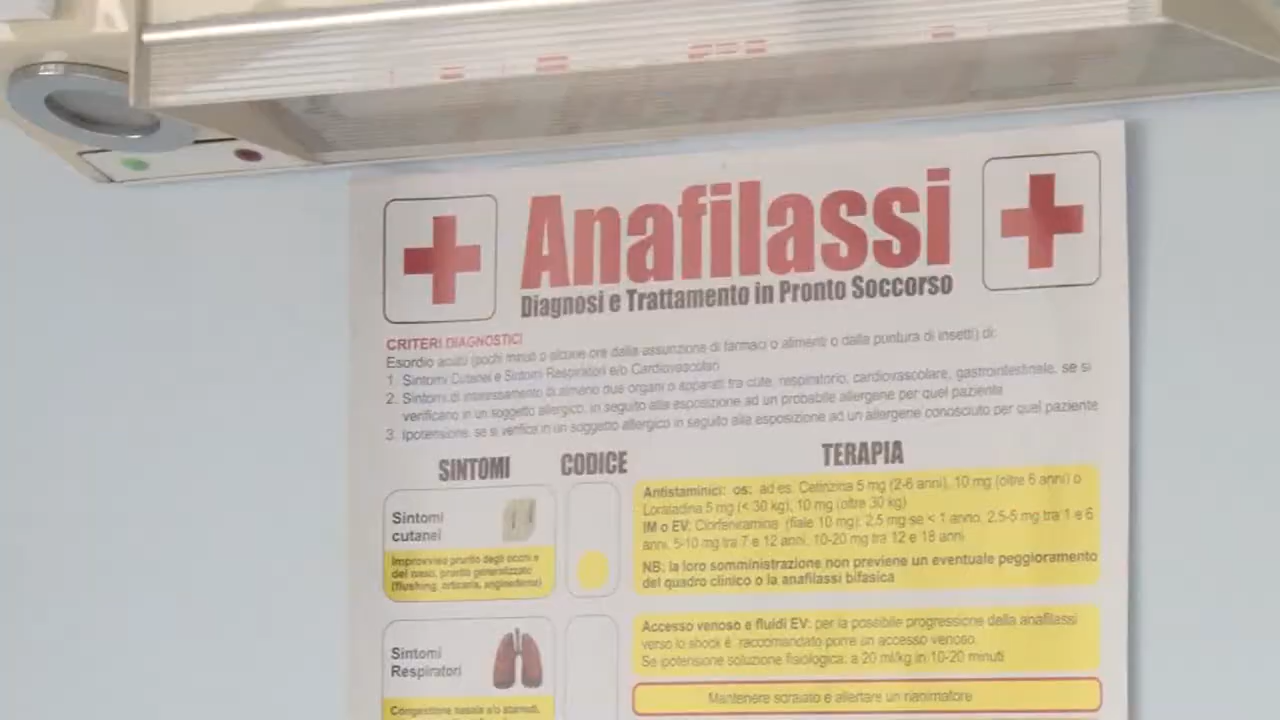 Anafilassi
Diagnosi e Trattamento in Pronto Soccorso
CRITERI DIAGNOSTICI
Esordio acuto (pochi minuti o alcune ore dalla assunzione di farmaci o alimenti o dalla puntura di insetti) di:
1. Sintomi Cutanei e Sintomi Respiratori e/o Cardiovascolari
2. Sintomi di interessamento di almeno due organi o apparati tra cute, respiratorio, cardiovascolare, gastrointestinale, se si
verificano in un soggetto allergico, in seguito alla esposizione ad un probabile allergene per quel paziente
3. Ipotensione, se si verifica in un soggetto allergico in seguito alla esposizione ad un allergene conosciuto per quel paziente
SINTOMI CODICE TERAPIA
Sintomi
cutanei
Improvviso prurito degli occhi e
del naso, prurito generalizzato
(flushing, orticaria, angioedema)
Antistaminici: os: ad es. Cetirizina 5 mg (2-6 anni), 10 mg (oltre 6 anni) o
Loratadina 5 mg (< 30 kg), 10 mg (oltre 30 kg)
IM o EV: Clorfeniramina (fiale 10 mg): 2.5 mg se < 1 anno, 2.5-5 mg tra 1 e 6
anni, 5-10 mg tra 7 e 12 anni, 10-20 mg tra 12 e 18 anni
NB: la loro somministrazione non previene un eventuale peggioramento
del quadro clinico o la anafilassi bifasica
Sintomi
Respiratori
Congestione nasale e/o starnuti,
Accesso venoso e fluidi EV: per la possibile progressione della anafilassi
verso lo shock è raccomandato porre un accesso venoso.
Se ipotensione soluzione fisiologica: a 20 ml/kg in 10-20 minuti
Mantenere sdraiato e allertare un rianimatore